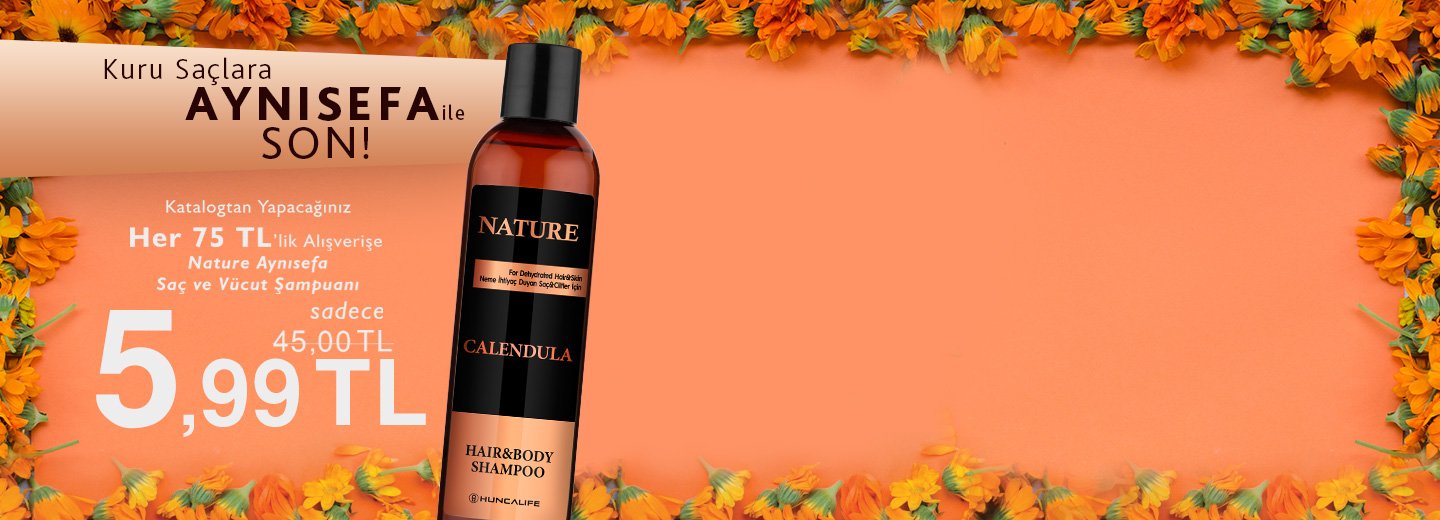 Kuru Saçlara
AYNISEFA ile
SON!
Katalogtan Yapacağınız
Her 75 TL'lik Alışverişe
Nature Aynısefa
Saç ve Vücut Şampuanı
sadece
45,00 TL
5,99 TL
NATURE
For Dehydrated Hair&Skin
Neme İhtiyaç Duyan Saç&Ciltler İçin
CALENDULA
HAIR&BODY
SHAMPOO
HUNCALIFE